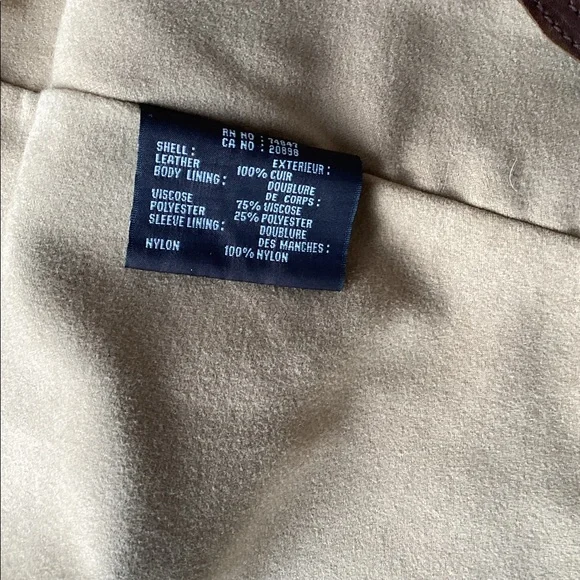 RN NO : 74847
CA NO : 20898
SHELL : EXTERIEUR :
LEATHER 100% CUIR
BODY LINING : DOUBLURE
DE CORPS :
VISCOSE 75% VISCOSE
POLYESTER 25% POLYESTER
SLEEVE LINING : DOUBLURE
DES MANCHES :
NYLON 100% NYLON